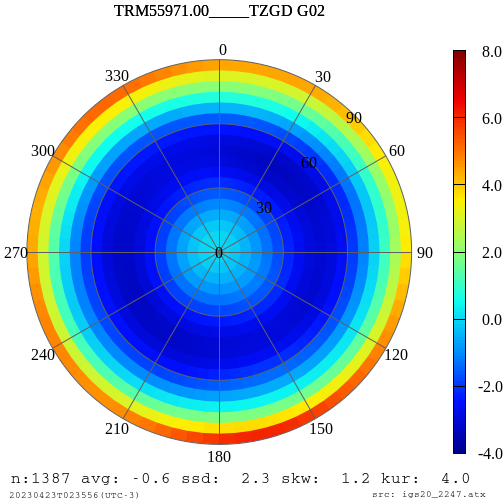 TRM55971.00_____TZGD G02
0
330 30 8.0
90 6.0
300 60
60
4.0
30
270 0 90 2.0
0.0
240 120
-2.0
210 150
180 -4.0
n:1387 avg: -0.6 ssd: 2.3 skw: 1.2 kur: 4.0
20230423T023556(UTC-3) src: igs20_2247.atx